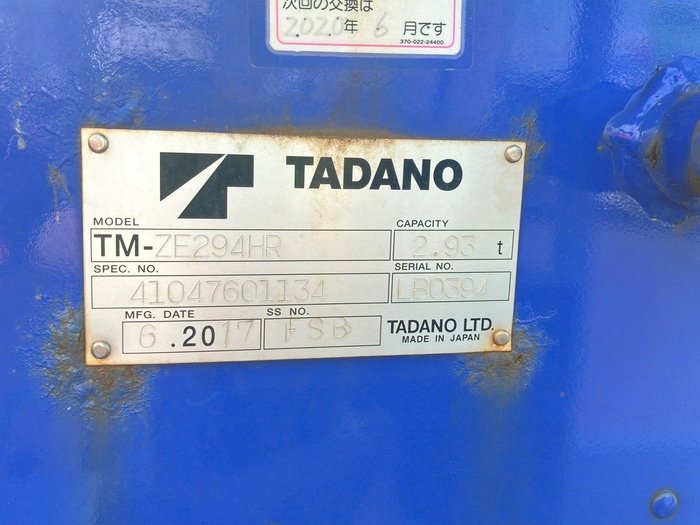 次回の交換は
2020年 6 月です
370-022-24400
TADANO
MODEL
CAPACITY
TM-ZE294HR
2.93 t
SPEC. NO.
SERIAL NO.
41047601134
LB0394
MFG. DATE
SS NO.
6 .2017
FSB
TADANO LTD.
MADE IN JAPAN